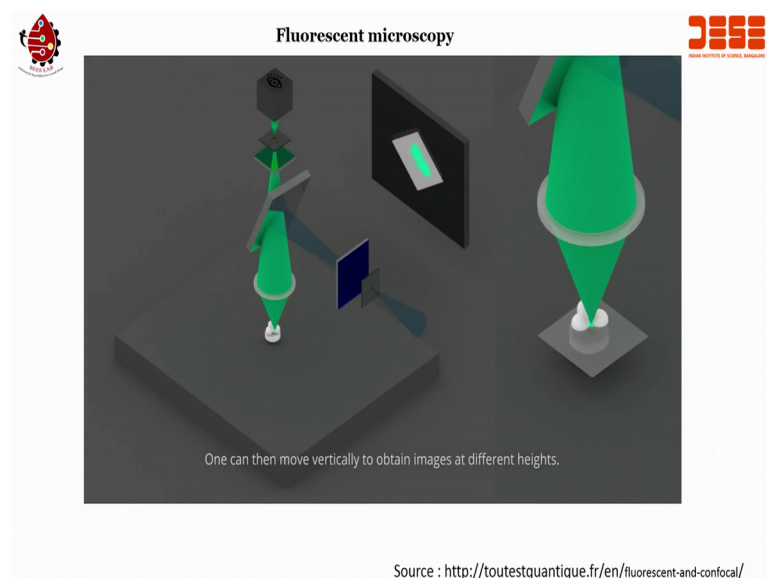 Fluorescent microscopy
DESE
INDIAN INSTITUTE OF SCIENCE, BANGALORE
One can then move vertically to obtain images at different heights.
Source : http://toutestquantique.fr/en/fluorescent-and-confocal/